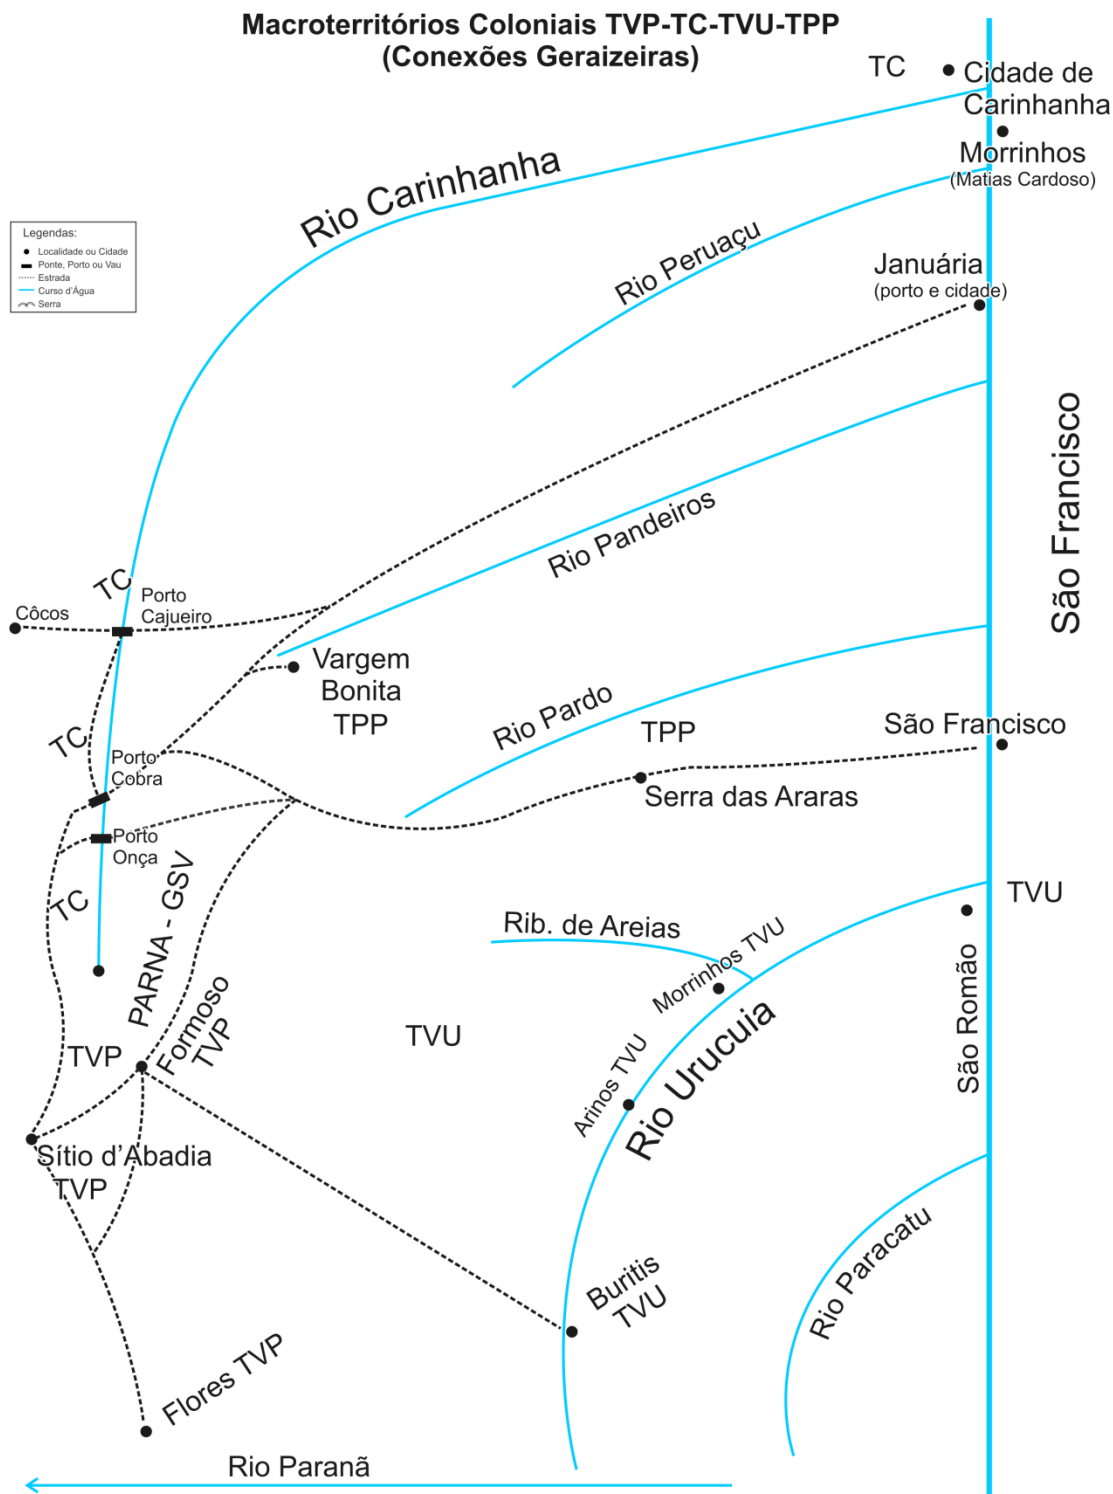 Macroterritórios Coloniais TVP-TC-TVU-TPP
(Conexões Geraizeiras)
TC
Cidade de
Carinhanha
Morrinhos
(Matias Cardoso)
Rio Carinhanha
Rio Peruaçu
Legendas:
Localidade ou Cidade
Ponte, Porto ou Vau
Estrada
Curso d'Água
Serra
Januária
(porto e cidade)
São Francisco
Rio Pandeiros
TC
Porto
Cajueiro
Côcos
Vargem
Bonita
TPP
Rio Pardo
TPP
São Francisco
TC
Porto
Cobra
Serra das Araras
Porto
Onça
TC
PARNA - GSV
Rib. de Areias
Morrinhos TVU
TVU
São Romão
Formoso
TVP
TVP
TVU
Arinos TVU
Rio Urucuia
Sítio d'Abadia
TVP
Buritis
TVU
Rio Paracatu
Flores TVP
Rio Paranã